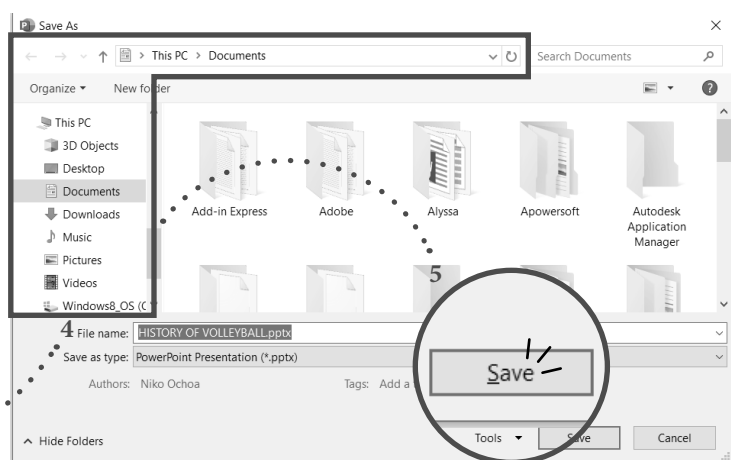 Save As
This PC > Documents
Search Documents
Organize
New folder
This PC
3D Objects
Desktop
Documents
Downloads
Music
Pictures
Videos
Windows8_OS (C
Add-in Express
Adobe
Alyssa
Apowersoft
Autodesk
Application
Manager
5
4
File name: HISTORY OF VOLLEYBALL.pptx
Save as type: PowerPoint Presentation (*.pptx)
Authors: Niko Ochoa
Tags: Add a
Save
Hide Folders
Tools
Save
Cancel